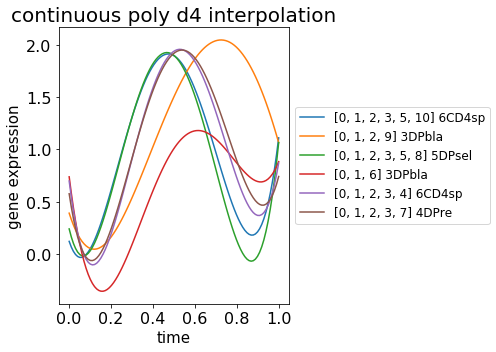 continuous poly d4 interpolation
gene expression
2.0
1.5
1.0
0.5
0.0
0.0 0.2 0.4 0.6 0.8 1.0
time
[0, 1, 2, 3, 5, 10] 6CD4sp
[0, 1, 2, 9] 3DPbla
[0, 1, 2, 3, 5, 8] 5DPsel
[0, 1, 6] 3DPbla
[0, 1, 2, 3, 4] 6CD4sp
[0, 1, 2, 3, 7] 4DPre